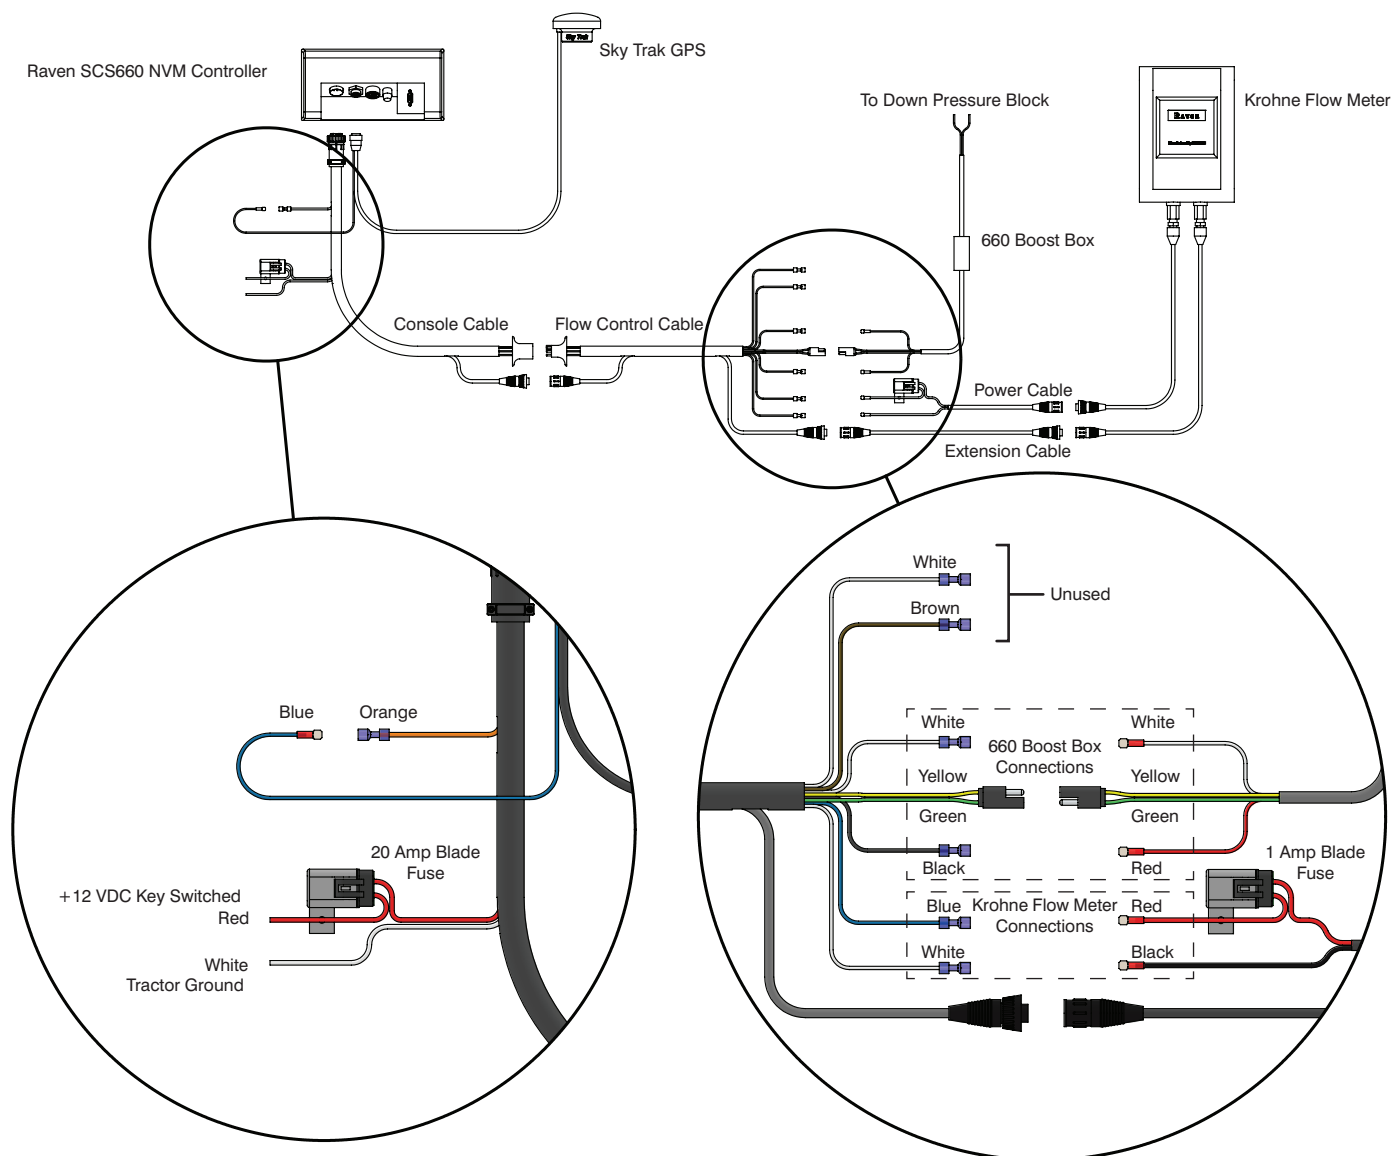 Sky Trak
Sky Trak GPS
Raven SCS660 NVM Controller
To Down Pressure Block
Krohne Flow Meter
RAVEN
660 Boost Box
Console Cable
Flow Control Cable
Power Cable
Extension Cable
White
Brown
Unused
Blue
Orange
White
660 Boost Box
Connections
White
Yellow
Yellow
Green
Green
Black
Red
20 Amp Blade
Fuse
1 Amp Blade
Fuse
+12 VDC Key Switched
Red
White
Tractor Ground
Blue
Krohne Flow Meter
Connections
Red
White
Black